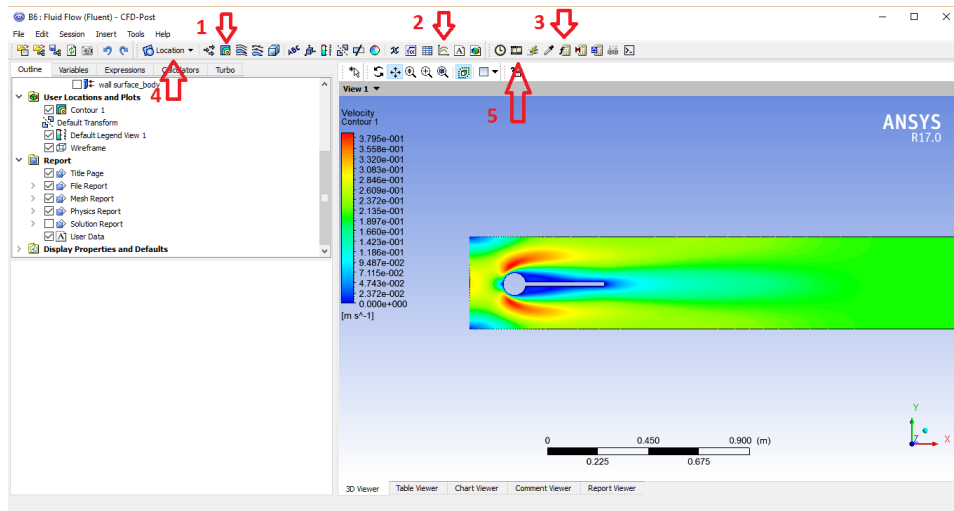 B6 : Fluid Flow (Fluent) - CFD-Post
1
2
3
File Edit Session Insert Tools Help
Location
Outline Variables Expressions Calculators Turbo
4
5
wall surface_body
User Locations and Plots
Contour 1
Default Transform
Default Legend View 1
Wireframe
Report
Title Page
File Report
Mesh Report
Physics Report
Solution Report
User Data
Display Properties and Defaults
View 1
Velocity
Contour 1
3.795e-001
3.558e-001
3.320e-001
3.083e-001
2.846e-001
2.609e-001
2.372e-001
2.135e-001
1.897e-001
1.660e-001
1.423e-001
1.186e-001
9.487e-002
7.115e-002
4.743e-002
2.372e-002
0.000e+000
[m s^-1]
ANSYS
R17.0
0 0.450 0.900 (m)
0.225 0.675
Y
Z X
3D Viewer Table Viewer Chart Viewer Comment Viewer Report Viewer